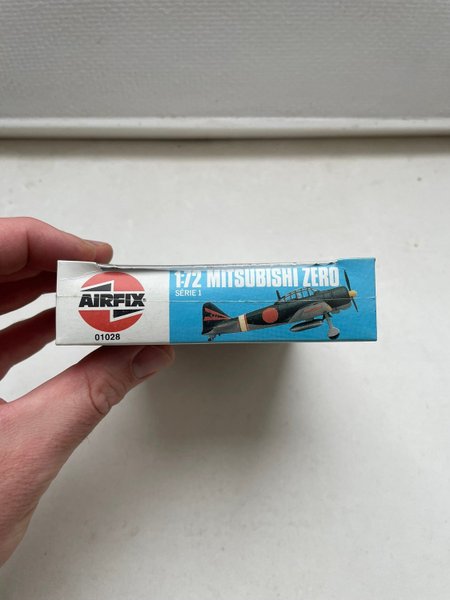 AIRFIX
01028
1:72 MITSUBISHI ZERO
SERIE 1